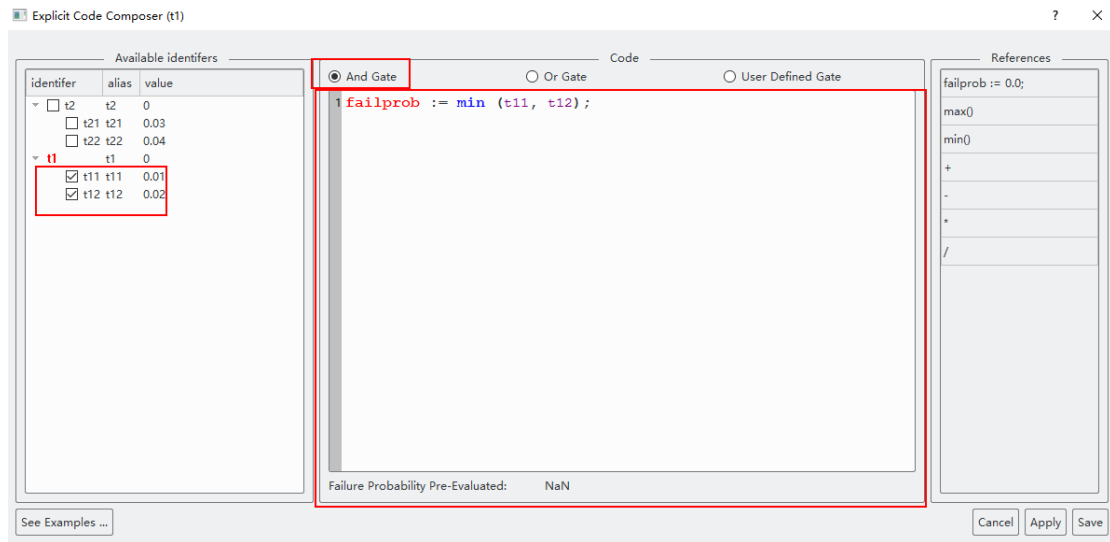 Explicit Code Composer (t1) ? ×
Available identifers
identifer alias value
t2 t2 0
t21 t21 0.03
t22 t22 0.04
t1 t1 0
t11 t11 0.01
t12 t12 0.02
Code
And Gate Or Gate User Defined Gate
1 failprob := min (t11, t12);
Failure Probability Pre-Evaluated: NaN
References
failprob := 0.0;
max()
min()
+
-
*
/
See Examples ... Cancel Apply Save